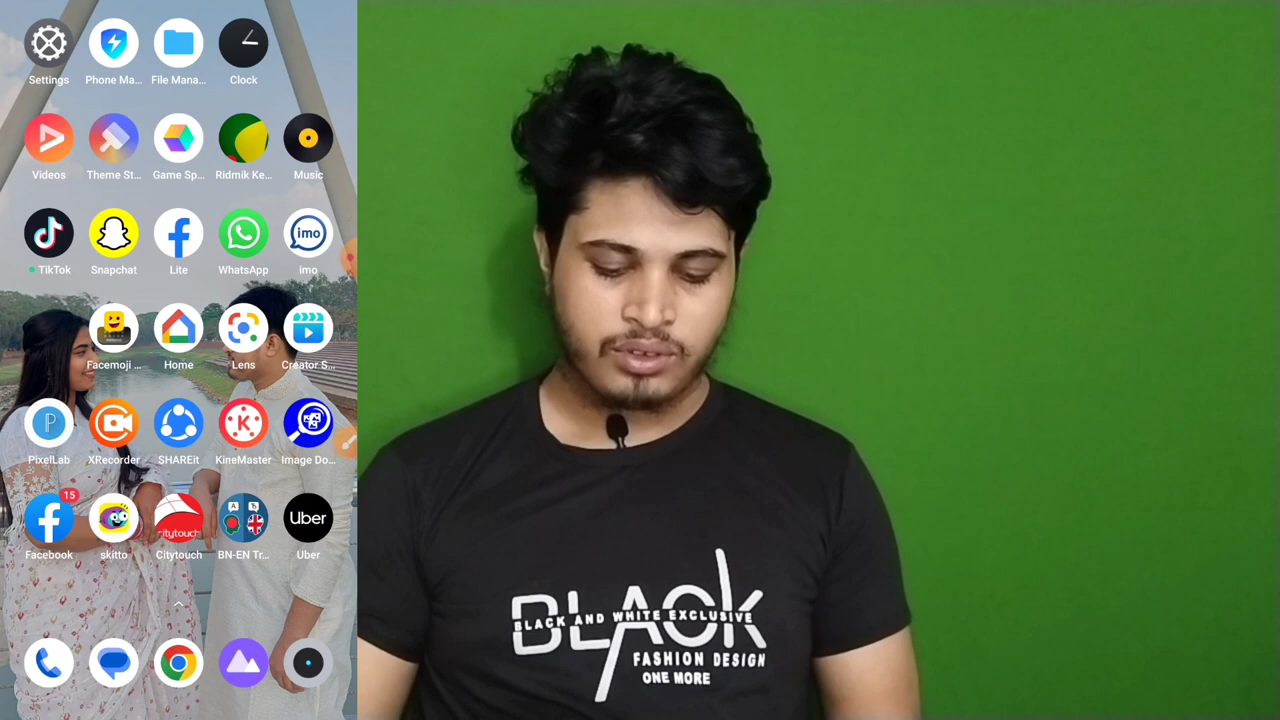 Settings
Phone Ma...
File Mana...
Clock
Videos
Theme St...
Game Sp...
Ridmik Ke...
Music
TikTok
Snapchat
Lite
WhatsApp
imo
imo
Facemoji ...
Home
Lens
Creator S...
PixelLab
XRecorder
SHAREit
KineMaster
Image Do...
15
Uber
citytouch
Facebook
skitto
Citytouch
BN-EN Tr...
Uber
BLACK
BLACK AND WHITE EXCLUSIVE
FASHION DESIGN
ONE MORE